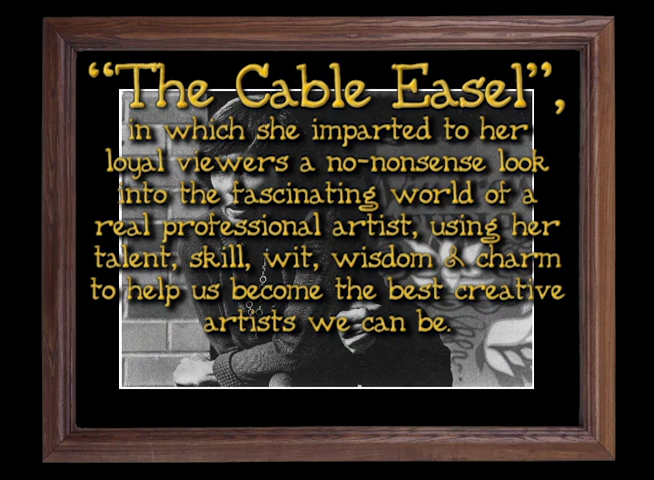 “The Cable Easel”,
in which she imparted to her
loyal viewers a no-nonsense look
into the fascinating world of a
real professional artist, using her
talent, skill, wit, wisdom & charm
to help us become the best creative
artists we can be.